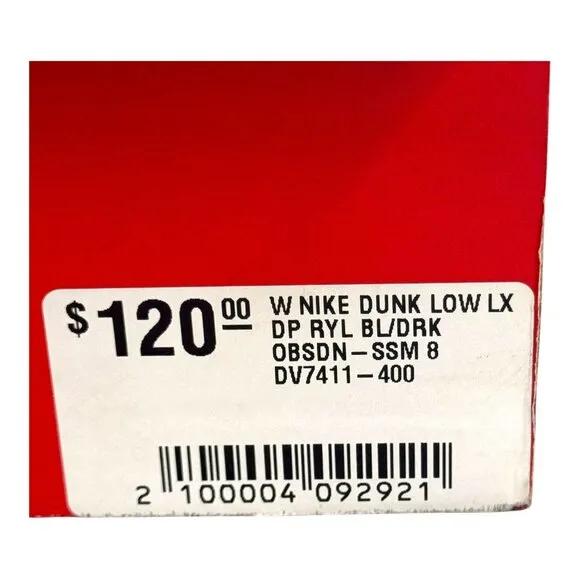 $120.00 W NIKE DUNK LOW LX
DP RYL BL/DRK
OBSDN-SSM 8
DV7411-400
2 100004 092921